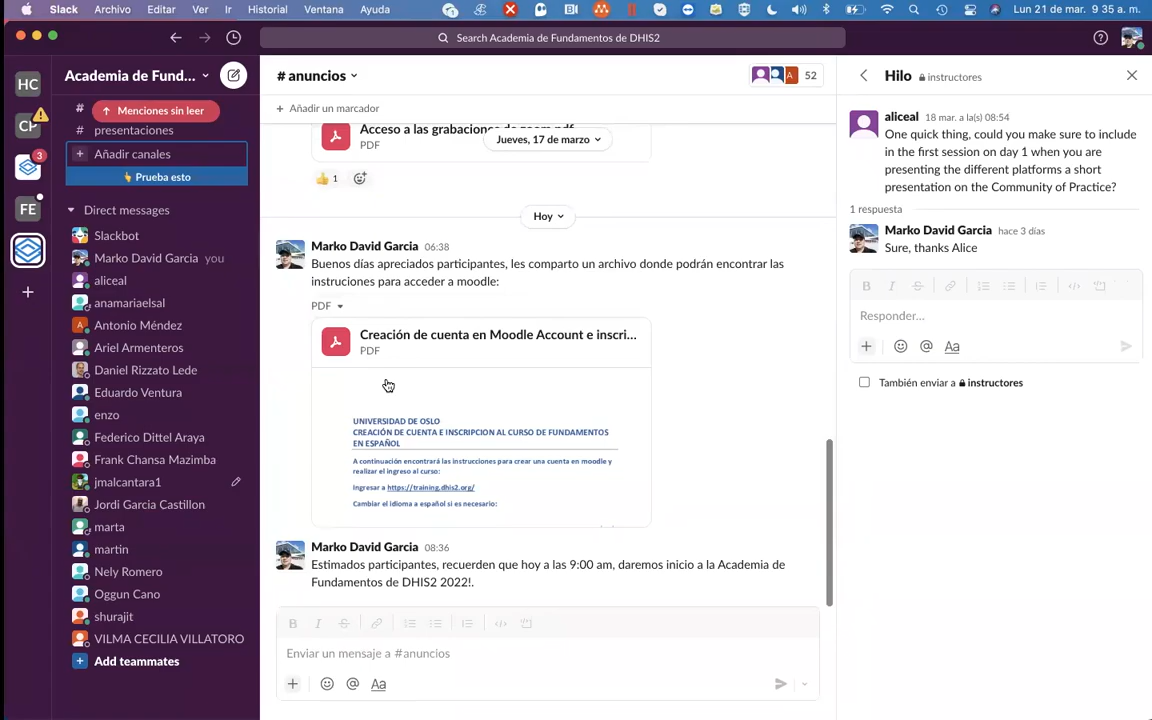 Slack Archivo Editar Ver Ir Historial Ventana Ayuda Lun 21 de mar. 9 35 a. m.
Search Academia de Fundamentos de DHIS2
HC
CP
3
FE
Academia de Fund...
Menciones sin leer
# presentaciones
Añadir canales
Prueba esto
Direct messages
Slackbot
Marko David Garcia you
aliceal
anamariaelsal
Antonio Méndez
Ariel Armenteros
Daniel Rizzato Lede
Eduardo Ventura
enzo
Federico Dittel Araya
Frank Chansa Mazimba
jmalcantara1
Jordi Garcia Castillon
marta
martin
Nely Romero
Oggun Cano
shurajit
VILMA CECILIA VILLATORO
Add teammates
# anuncios
A 52
+ Añadir un marcador
Acceso a las grabaciones de zoom.pdf
PDF
Jueves, 17 de marzo
1
Hoy
Marko David Garcia 06:38
Buenos días apreciados participantes, les comparto un archivo donde podrán encontrar las
instruciones para acceder a moodle:
PDF
Creación de cuenta en Moodle Account e inscri...
PDF
UNIVERSIDAD DE OSLO
CREACIÓN DE CUENTA E INSCRIPCION AL CURSO DE FUNDAMENTOS
EN ESPAÑOL
A continuación encontrará las instrucciones para crear una cuenta en moodle y
realizar el ingreso al curso:
Ingresar a https://training.dhis2.org/
Cambiar el idioma a español si es necesario:
Marko David Garcia 08:36
Estimados participantes, recuerden que hoy a las 9:00 am, daremos inicio a la Academia de
Fundamentos de DHIS2 2022!.
Enviar un mensaje a #anuncios
Aa
Hilo instructores
aliceal 18 mar. a la(s) 08:54
One quick thing, could you make sure to include
in the first session on day 1 when you are
presenting the different platforms a short
presentation on the Community of Practice?
1 respuesta
Marko David Garcia hace 3 días
Sure, thanks Alice
Responder...
Aa
También enviar a instructores